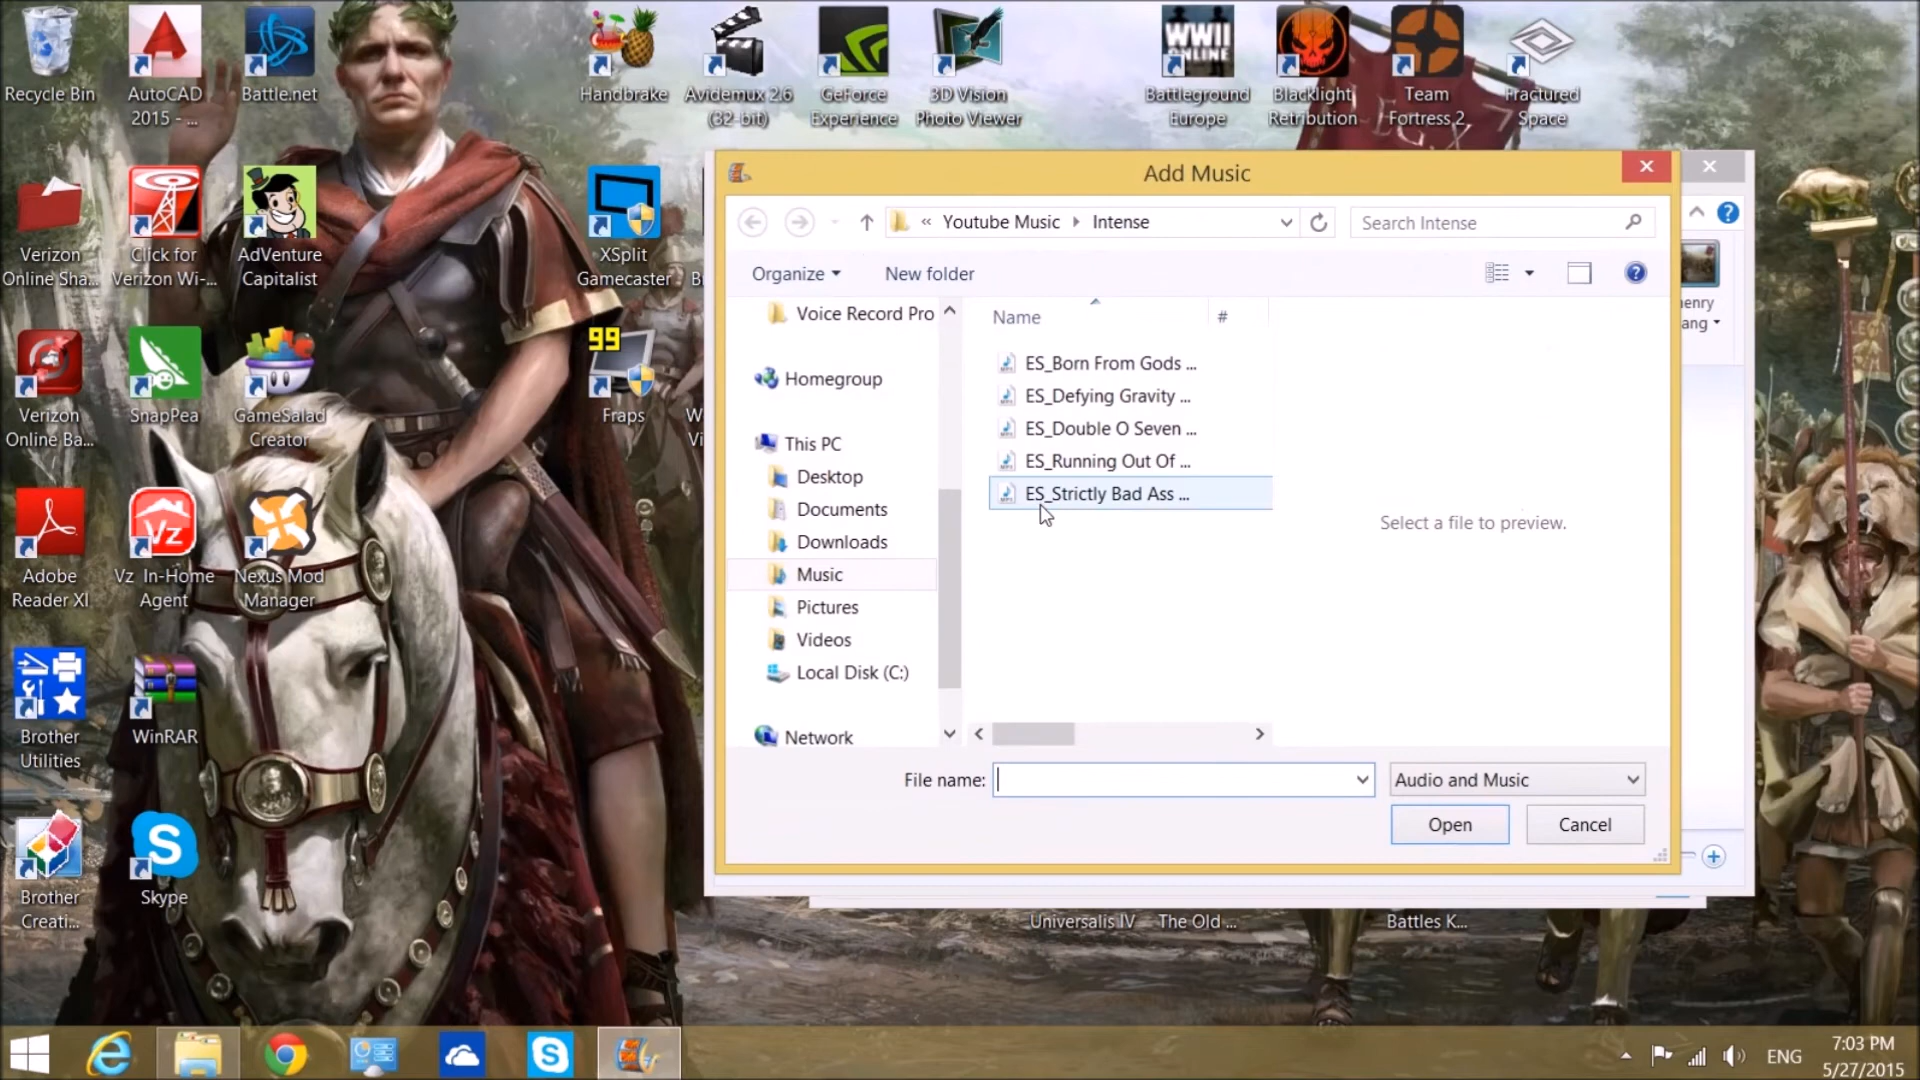 Recycle Bin
AutoCAD
2015 - ...
Battle.net
Handbrake
Avidemux 2.6
(32-bit)
GeForce
Experience
3D Vision
Photo Viewer
WWII
ONLINE
Battleground
Europe
Blacklight
Retribution
Team
Fortress 2
Fractured
Space
Verizon
Online Sha...
Click for
Verizon Wi-...
AdVenture
Capitalist
XSplit
Gamecaster
Verizon
Online Ba...
SnapPea
GameSalad
Creator
99
Fraps
Adobe
Reader XI
Vz
Vz In-Home
Agent
Nexus Mod
Manager
Brother
Utilities
WinRAR
Brother
Creati...
Skype
Add Music
« Youtube Music Intense
Search Intense
Organize
New folder
Voice Record Pro
Homegroup
This PC
Desktop
Documents
Downloads
Music
Pictures
Videos
Local Disk (C:)
Network
Name
#
ES_Born From Gods ...
ES_Defying Gravity ...
ES_Double O Seven ...
ES_Running Out Of ...
ES_Strictly Bad Ass ...
Select a file to preview.
File name:
Audio and Music
Open
Cancel
Universalis IV
The Old ...
Battles K...
ENG
7:03 PM
5/27/2015